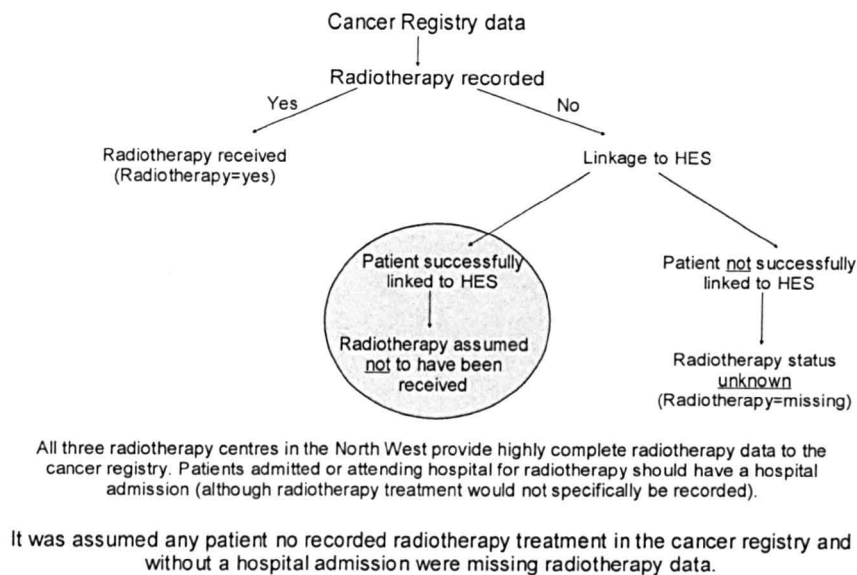 Cancer Registry data
Radiotherapy recorded
Yes
No
Radiotherapy received
(Radiotherapy=yes)
Linkage to HES
Patient successfully
linked to HES
Patient not successfully
linked to HES
Radiotherapy assumed
not to have been
received
Radiotherapy status
unknown
(Radiotherapy=missing)
All three radiotherapy centres in the North West provide highly complete radiotherapy data to the
cancer registry. Patients admitted or attending hospital for radiotherapy should have a hospital
admission (although radiotherapy treatment would not specifically be recorded).
It was assumed any patient no recorded radiotherapy treatment in the cancer registry and
without a hospital admission were missing radiotherapy data.